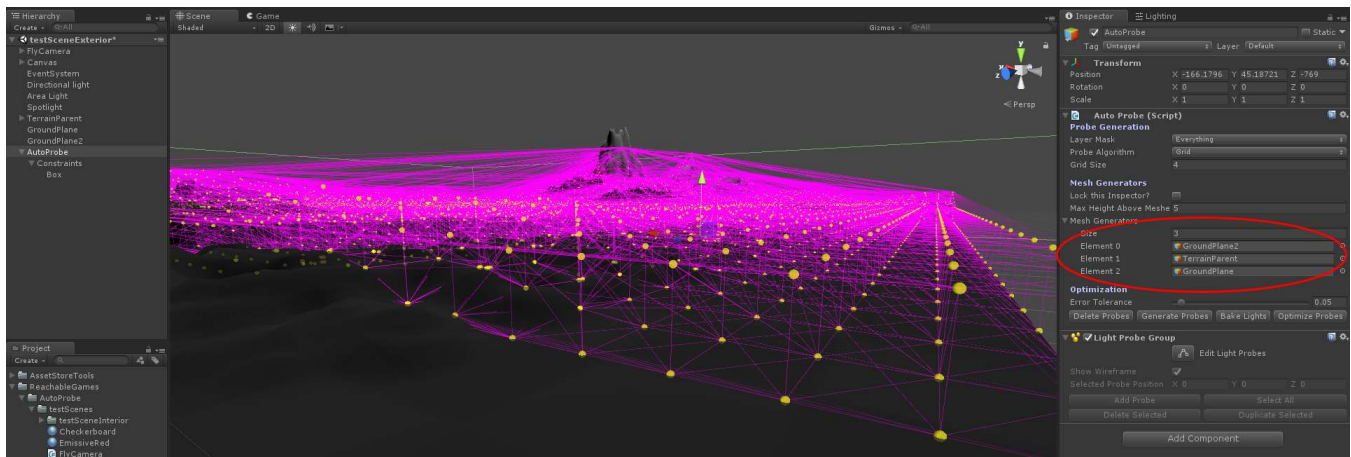 Hierarchy
Create All
testSceneExterior*
FlyCamera
Canvas
EventSystem
Directional light
Area Light
Spotlight
TerrainParent
GroundPlane
GroundPlane2
AutoProbe
Constraints
Box
Project
Create
AssetStoreTools
ReachableGames
AutoProbe
testScenes
testSceneInterior
Checkerboard
EmissiveRed
FlyCamera
Scene Game
Shaded 2D Gizmos All
y
z
Persp
Inspector Lighting
AutoProbe Static
Tag Untagged Layer Default
Transform
Position X -166.1796 Y 45.18721 Z -769
Rotation X 0 Y 0 Z 0
Scale X 1 Y 1 Z 1
Auto Probe (Script)
Probe Generation
Layer Mask Everything
Probe Algorithm Grid
Grid Size 4
Mesh Generators
Lock this Inspector?
Max Height Above Meshe 5
Mesh Generators
Size 3
Element 0 GroundPlane2
Element 1 TerrainParent
Element 2 GroundPlane
Optimization
Error Tolerance 0.05
Delete Probes Generate Probes Bake Lights Optimize Probes
Light Probe Group
Edit Light Probes
Show Wireframe
Selected Probe Position X 0 Y 0 Z 0
Add Probe Select All
Delete Selected Duplicate Selected
Add Component